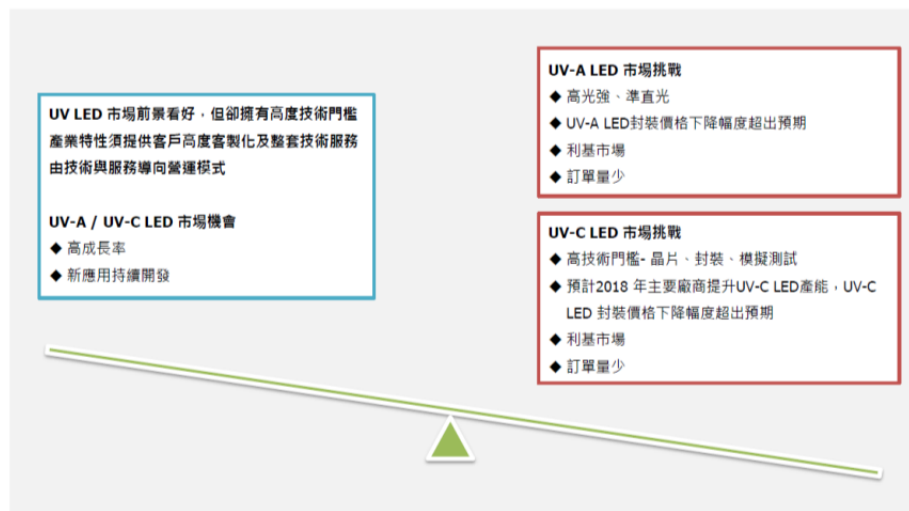 UV LED 市場前景看好，但卻擁有高度技術門檻
產業特性須提供客戶高度客製化及整套技術服務
由技術與服務導向營運模式
UV-A / UV-C LED 市場機會
◆ 高成長率
◆ 新應用持續開發
UV-A LED 市場挑戰
◆ 高光強、準直光
◆ UV-A LED封裝價格下降幅度超出預期
◆ 利基市場
◆ 訂單量少
UV-C LED 市場挑戰
◆ 高技術門檻- 晶片、封裝、模擬測試
◆ 預計2018 年主要廠商提升UV-C LED產能，UV-C
LED 封裝價格下降幅度超出預期
◆ 利基市場
◆ 訂單量少